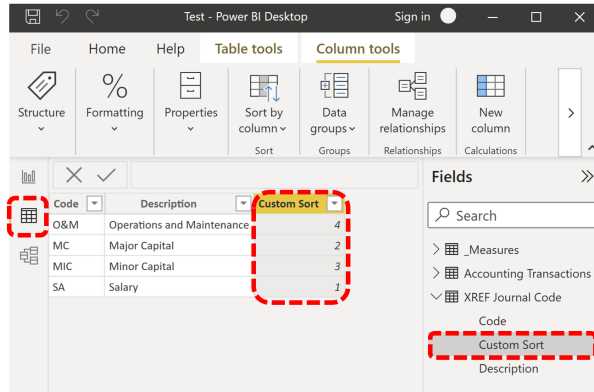 Test - Power BI Desktop Sign in
File Home Help Table tools Column tools
Structure Formatting Properties Sort by column Data groups Manage relationships New column
Sort Groups Relationships Calculations
Fields
Code Description Custom Sort
Search
O&M Operations and Maintenance 4
MC Major Capital 2
_Measures
MIC Minor Capital 3
Accounting Transactions
SA Salary 1
XREF Journal Code
Code
Custom Sort
Description